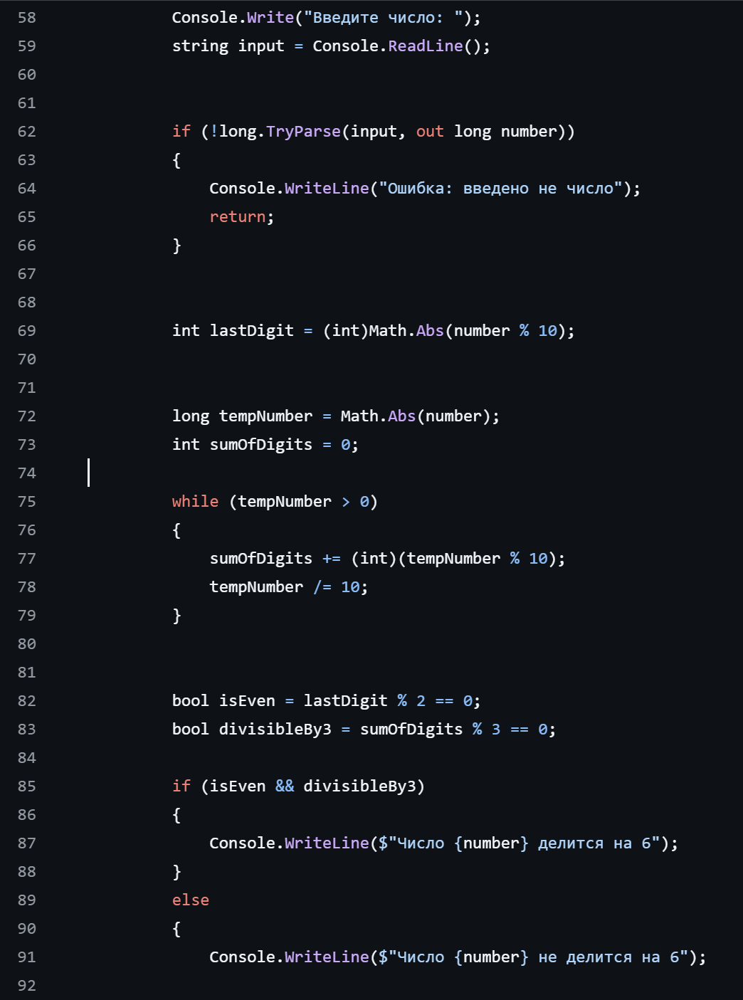 58 Console.Write("Введите число: ");
59 string input = Console.ReadLine();
60
61
62 if (!long.TryParse(input, out long number))
63 {
64 Console.WriteLine("Ошибка: введено не число");
65 return;
66 }
67
68
69 int lastDigit = (int)Math.Abs(number % 10);
70
71
72 long tempNumber = Math.Abs(number);
73 int sumOfDigits = 0;
74
75 while (tempNumber > 0)
76 {
77 sumOfDigits += (int)(tempNumber % 10);
78 tempNumber /= 10;
79 }
80
81
82 bool isEven = lastDigit % 2 == 0;
83 bool divisibleBy3 = sumOfDigits % 3 == 0;
84
85 if (isEven && divisibleBy3)
86 {
87 Console.WriteLine($"Число {number} делится на 6");
88 }
89 else
90 {
91 Console.WriteLine($"Число {number} не делится на 6");
92